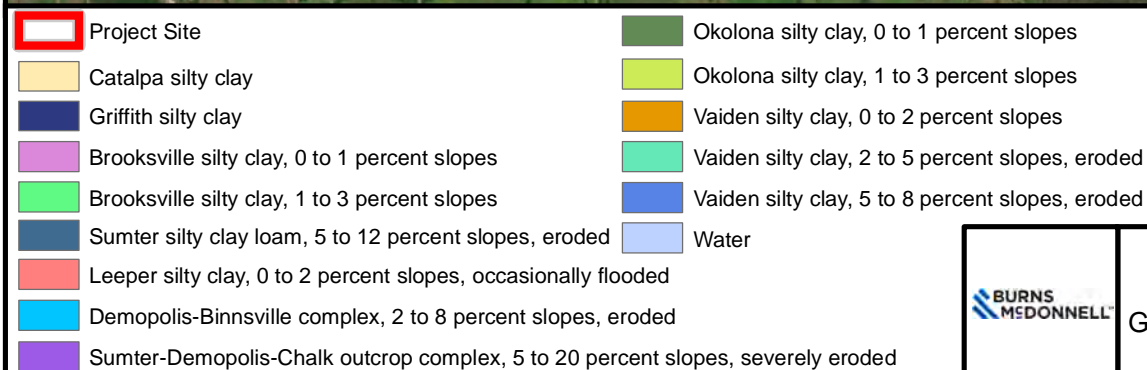 Project Site
Catalpa silty clay
Griffith silty clay
Brooksville silty clay, 0 to 1 percent slopes
Brooksville silty clay, 1 to 3 percent slopes
Sumter silty clay loam, 5 to 12 percent slopes, eroded
Leeper silty clay, 0 to 2 percent slopes, occasionally flooded
Demopolis-Binnsville complex, 2 to 8 percent slopes, eroded
Sumter-Demopolis-Chalk outcrop complex, 5 to 20 percent slopes, severely eroded
Okolona silty clay, 0 to 1 percent slopes
Okolona silty clay, 1 to 3 percent slopes
Vaiden silty clay, 0 to 2 percent slopes
Vaiden silty clay, 2 to 5 percent slopes, eroded
Vaiden silty clay, 5 to 8 percent slopes, eroded
Water
BURNS
McDONNELL
G